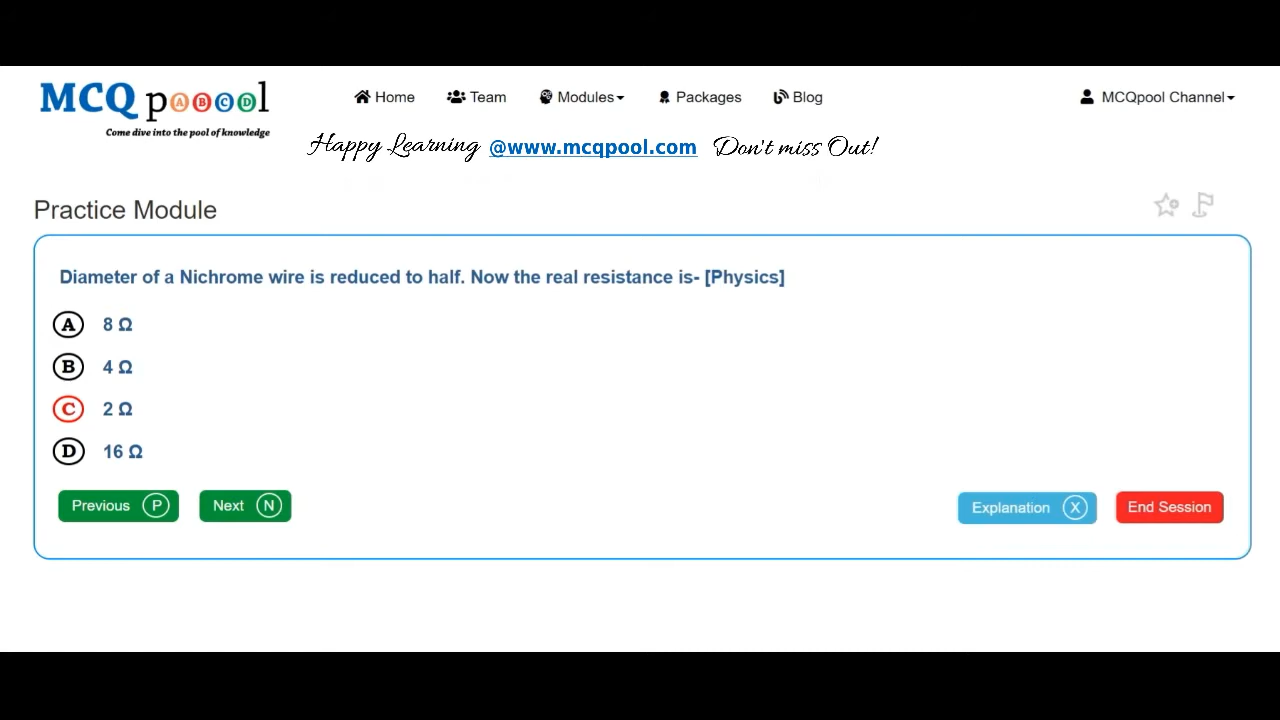 MCQ pooool
Come dive into the pool of knowledge
Home Team Modules Packages Blog MCQpool Channel
Happy Learning @www.mcqpool.com Don't miss Out!
Practice Module
Diameter of a Nichrome wire is reduced to half. Now the real resistance is- [Physics]
A 8 Ω
B 4 Ω
C 2 Ω
D 16 Ω
Previous P Next N Explanation X End Session